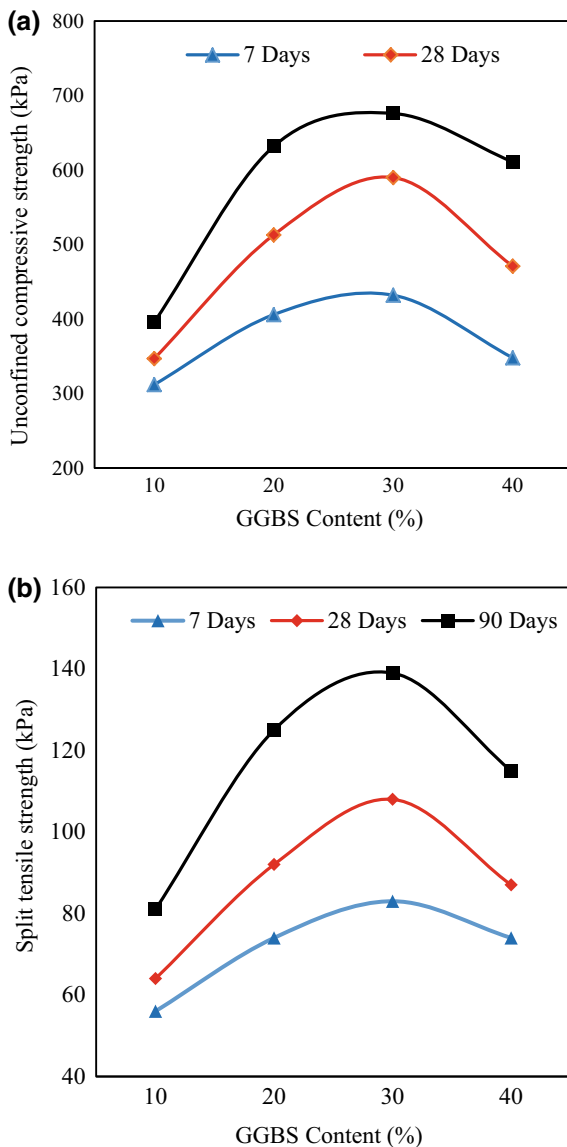 (a)
800
700
600
500
400
300
200
Unconfined compressive strength (kPa)
7 Days 28 Days
10 20 30 40
GGBS Content (%)
(b)
160
140
120
100
80
60
40
Split tensile strength (kPa)
7 Days 28 Days 90 Days
10 20 30 40
GGBS Content (%)